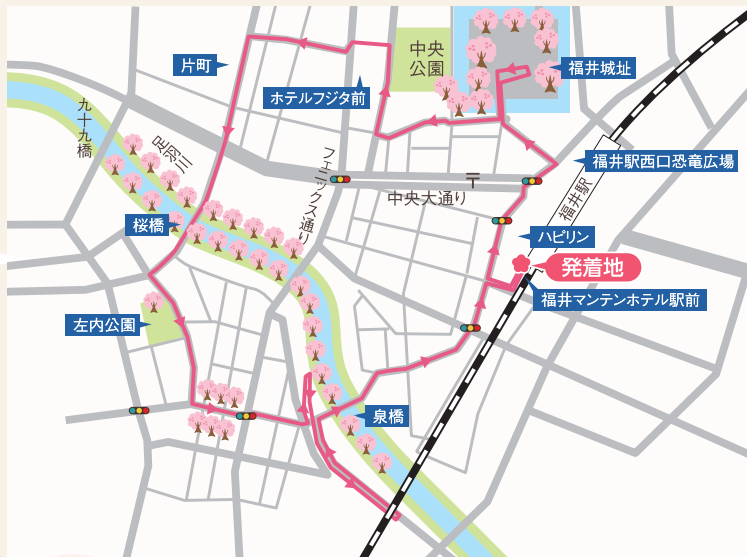 片町
中央
公園
福井城址
ホテルフジタ前
九十九橋
足羽川
フェニックス通り
福井駅西口恐竜広場
〒
中央大通り
福井駅
桜橋
ハピリン
発着地
福井マンテンホテル駅前
左内公園
泉橋